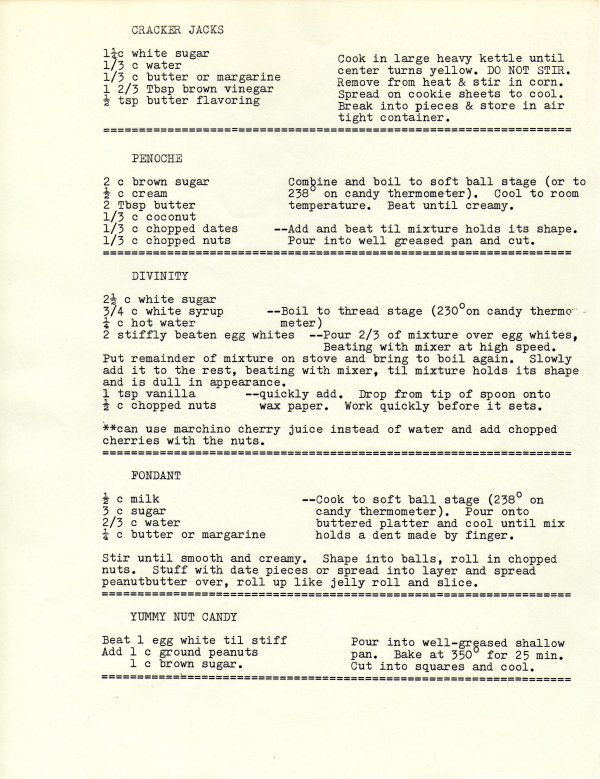 CRACKER JACKS
1¼c white sugar
1/3 c water
1/3 c butter or margarine
1 2/3 Tbsp brown vinegar
½ tsp butter flavoring
Cook in large heavy kettle until
center turns yellow. DO NOT STIR.
Remove from heat & stir in corn.
Spread on cookie sheets to cool.
Break into pieces & store in air
tight container.
PENOCHE
2 c brown sugar
½ c cream
2 Tbsp butter
1/3 c coconut
1/3 c chopped dates
1/3 c chopped nuts
Combine and boil to soft ball stage (or to
238° on candy thermometer). Cool to room
temperature. Beat until creamy.
--Add and beat til mixture holds its shape.
Pour into well greased pan and cut.
DIVINITY
2½ c white sugar
3/4 c white syrup --Boil to thread stage (230°on candy thermo-
¼ c hot water meter)
2 stiffly beaten egg whites --Pour 2/3 of mixture over egg whites,
Beating with mixer at high speed.
Put remainder of mixture on stove and bring to boil again. Slowly
add it to the rest, beating with mixer, til mixture holds its shape
and is dull in appearance.
1 tsp vanilla --quickly add. Drop from tip of spoon onto
½ c chopped nuts wax paper. Work quickly before it sets.
**can use marchino cherry juice instead of water and add chopped
cherries with the nuts.
FONDANT
½ c milk
3 c sugar
2/3 c water
¼ c butter or margarine
--Cook to soft ball stage (238° on
candy thermometer). Pour onto
buttered platter and cool until mix
holds a dent made by finger.
Stir until smooth and creamy. Shape into balls, roll in chopped
nuts. Stuff with date pieces or spread into layer and spread
peanutbutter over, roll up like jelly roll and slice.
YUMMY NUT CANDY
Beat 1 egg white til stiff
Add 1 c ground peanuts
1 c brown sugar.
Pour into well-greased shallow
pan. Bake at 350° for 25 min.
Cut into squares and cool.